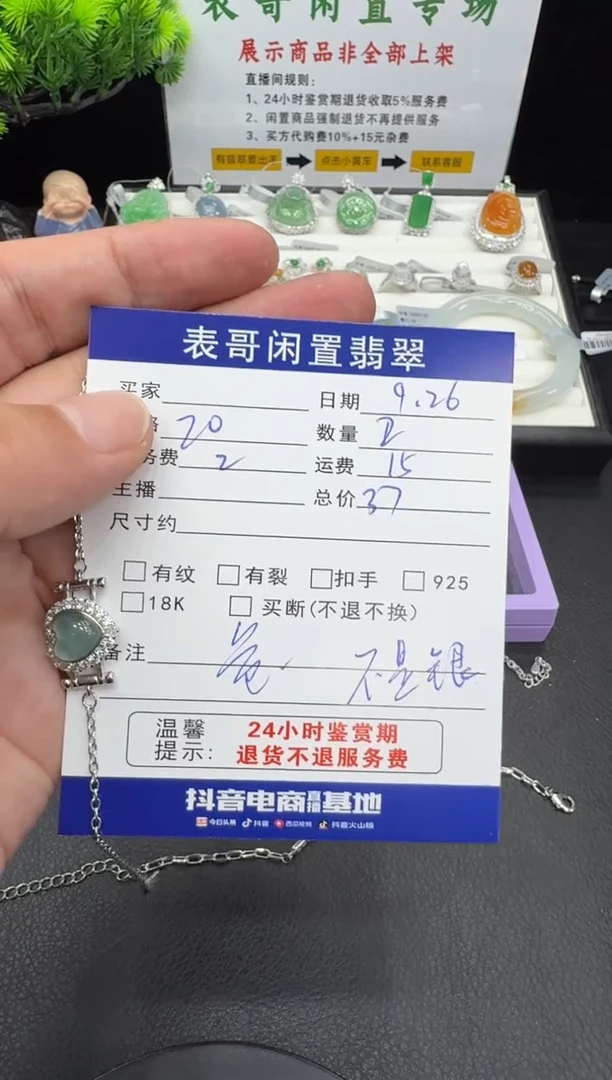 表哥闲置专场
展示商品非全部上架
直播间规则：
1、24小时鉴赏期退货收取5%服务费
2、闲置商品强制退货不再提供服务
3、买方代购费10%+15元杂费
点击小黄车
联系客服
表哥闲置翡翠
买家 日期 9.26
格 20 数量 2
务费 2 运费 15
主播 总价 37
尺寸约
有纹 有裂 扣手 925
18K 买断(不退不换)
备注 不是银
温馨提示: 24小时鉴赏期
退货不退服务费
抖音电商直播基地
今日头条 抖音 西瓜视频 抖音火山版